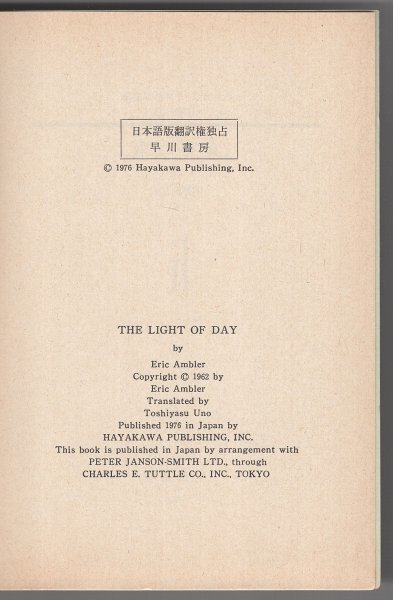 日本語版翻訳権独占
早川書房
© 1976 Hayakawa Publishing, Inc.
THE LIGHT OF DAY
by
Eric Ambler
Copyright © 1962 by
Eric Ambler
Translated by
Toshiyasu Uno
Published 1976 in Japan by
HAYAKAWA PUBLISHING, INC.
This book is published in Japan by arrangement with
PETER JANSON-SMITH LTD., through
CHARLES E. TUTTLE CO., INC., TOKYO